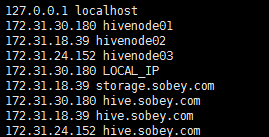 127.0.0.1 localhost
172.31.30.180 hivenode01
172.31.18.39 hivenode02
172.31.24.152 hivenode03
172.31.30.180 LOCAL_IP
172.31.18.39 storage.sobey.com
172.31.30.180 hive.sobey.com
172.31.18.39 hive.sobey.com
172.31.24.152 hive.sobey.com